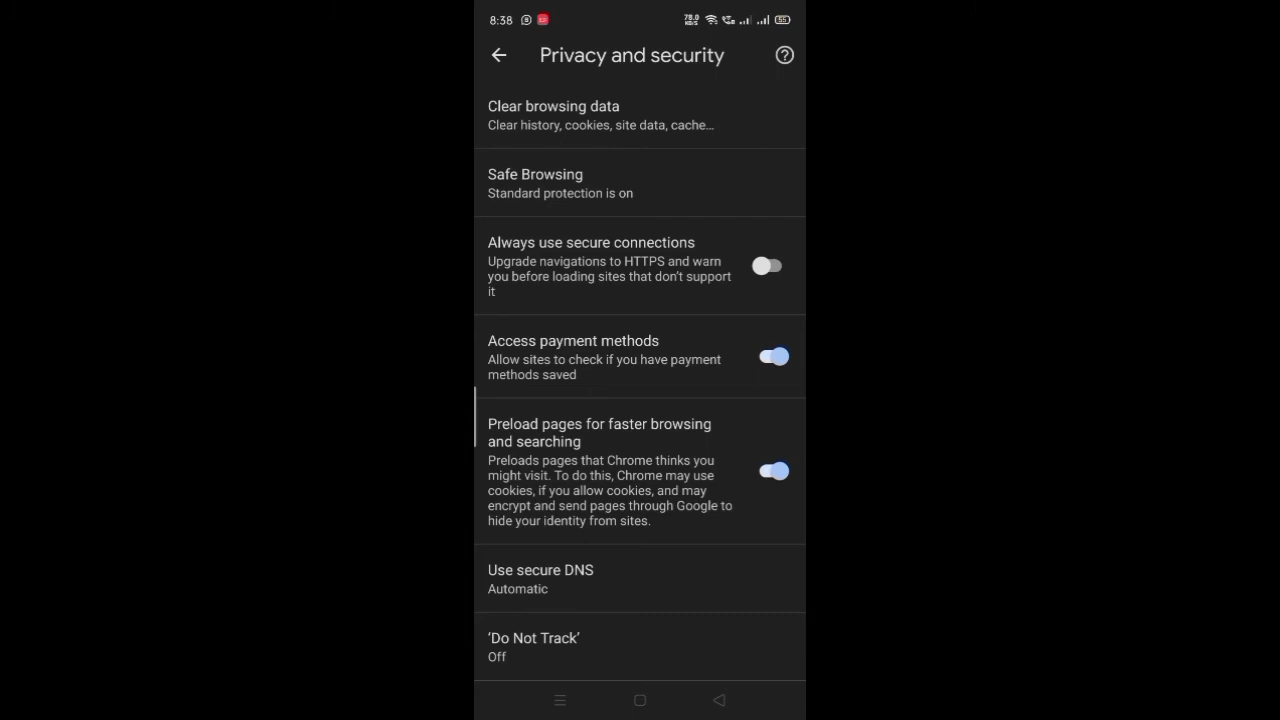 8:38
78.0
KB/S
55
Privacy and security
Clear browsing data
Clear history, cookies, site data, cache...
Safe Browsing
Standard protection is on
Always use secure connections
Upgrade navigations to HTTPS and warn
you before loading sites that don't support
it
Access payment methods
Allow sites to check if you have payment
methods saved
Preload pages for faster browsing
and searching
Preloads pages that Chrome thinks you
might visit. To do this, Chrome may use
cookies, if you allow cookies, and may
encrypt and send pages through Google to
hide your identity from sites.
Use secure DNS
Automatic
‘Do Not Track’
Off